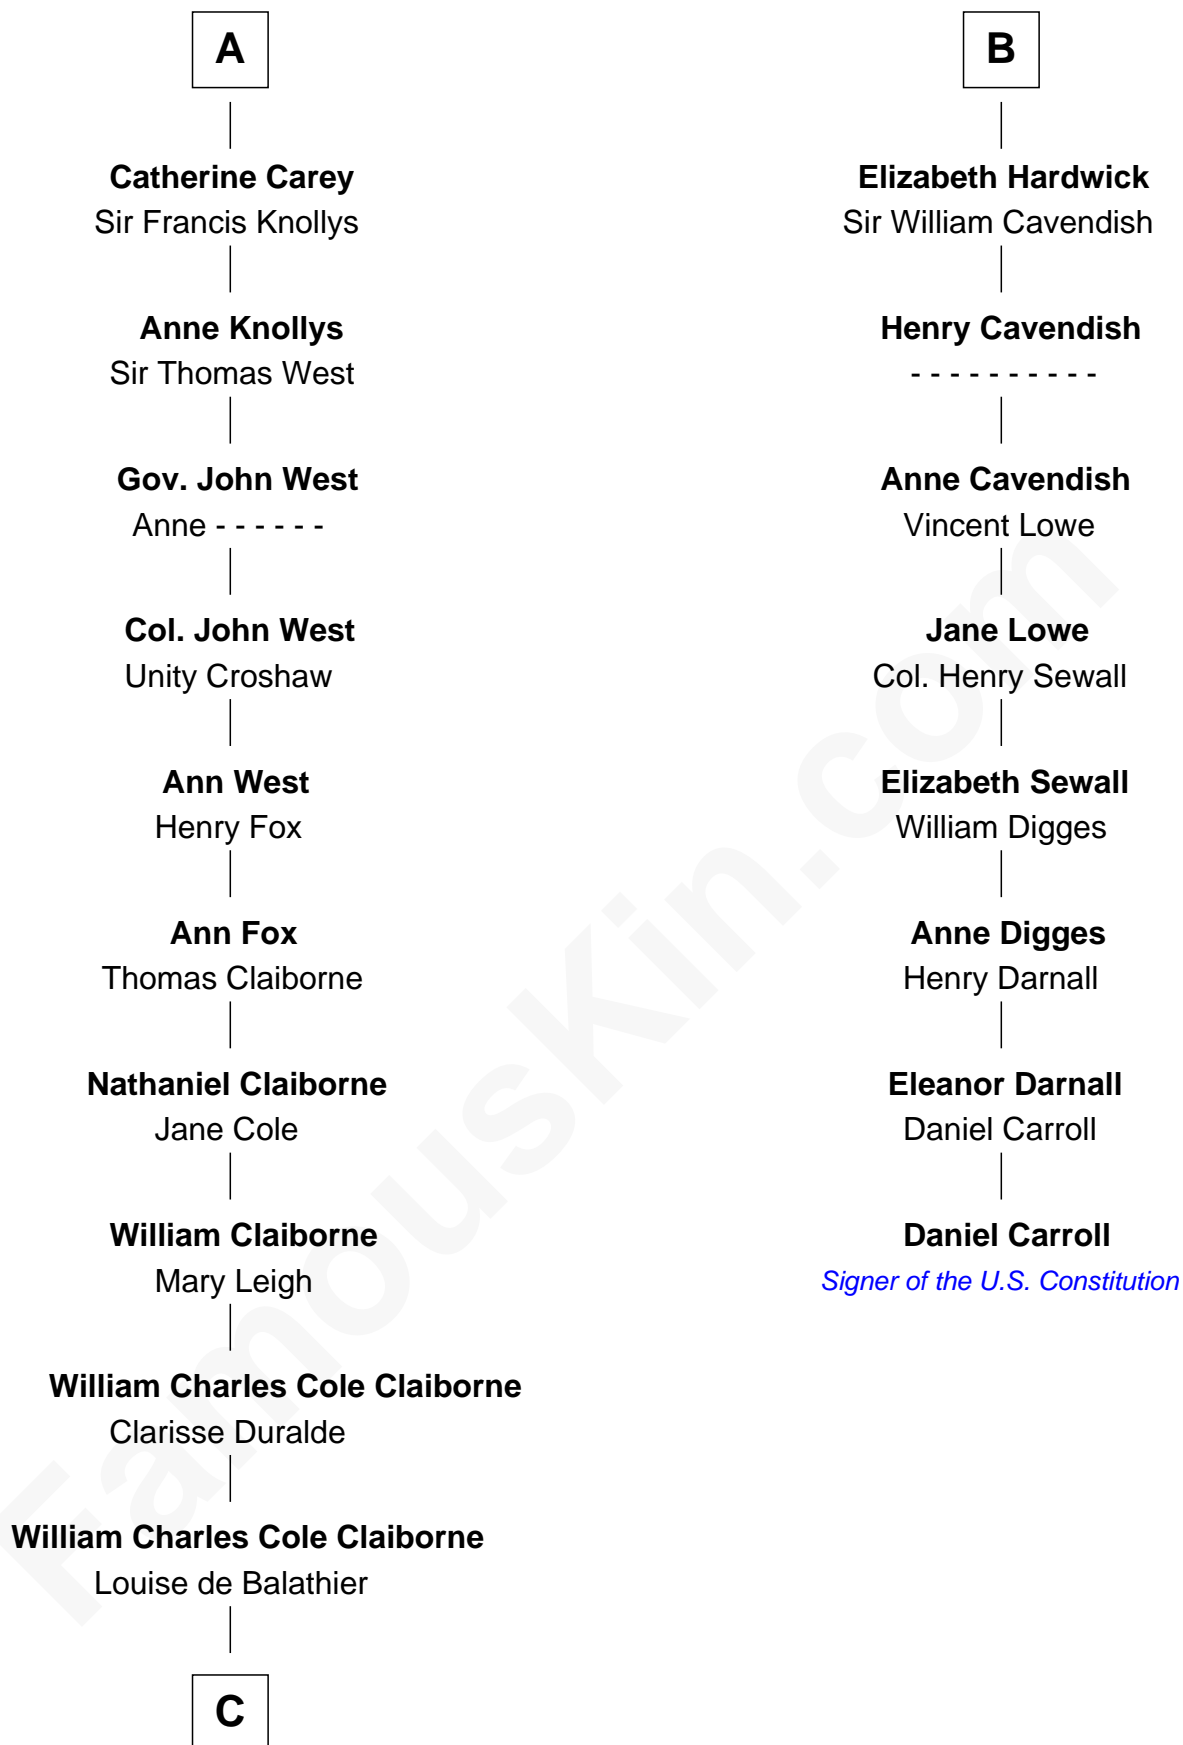 A
Catherine Carey
Sir Francis Knollys
Anne Knollys
Sir Thomas West
Gov. John West
Anne - - - - - -
Col. John West
Unity Croshaw
Ann West
Henry Fox
Ann Fox
Thomas Claiborne
Nathaniel Claiborne
Jane Cole
William Claiborne
Mary Leigh
William Charles Cole Claiborne
Clarisse Duralde
William Charles Cole Claiborne
Louise de Balathier
C
B
Elizabeth Hardwick
Sir William Cavendish
Henry Cavendish
- - - - - - - - - -
Anne Cavendish
Vincent Lowe
Jane Lowe
Col. Henry Sewall
Elizabeth Sewall
William Digges
Anne Digges
Henry Darnall
Eleanor Darnall
Daniel Carroll
Daniel Carroll
Signer of the U.S. Constitution
FamousKin.com